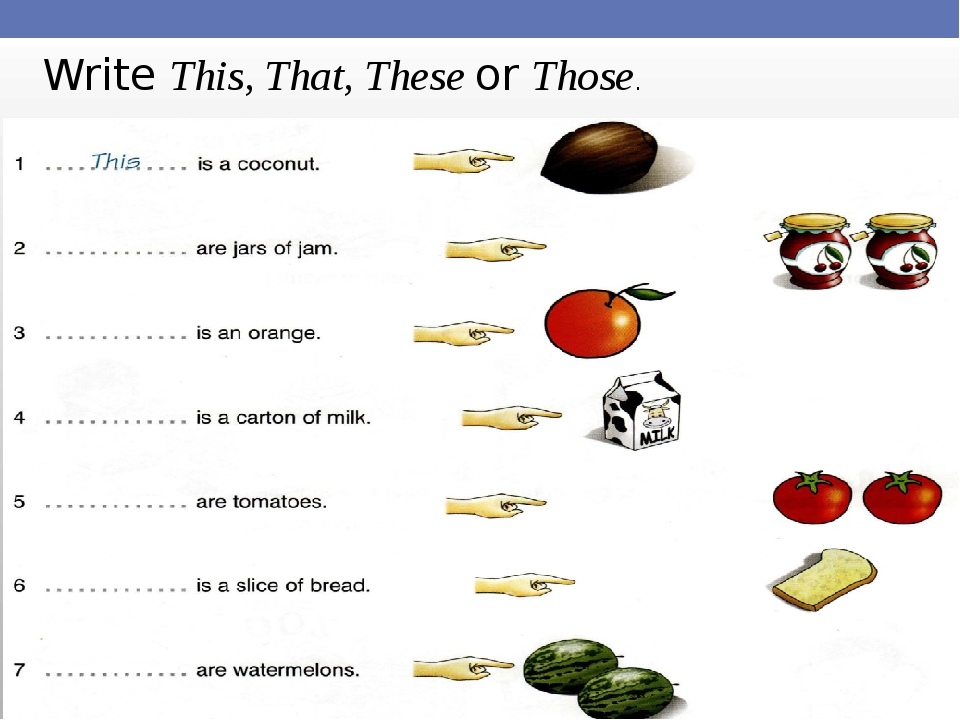 Write This, That, These or Those.
1 .............. This is a coconut.
2 .............. are jars of jam.
3 .............. is an orange.
4 .............. is a carton of milk.
MILK
5 .............. are tomatoes.
6 .............. is a slice of bread.
7 .............. are watermelons.